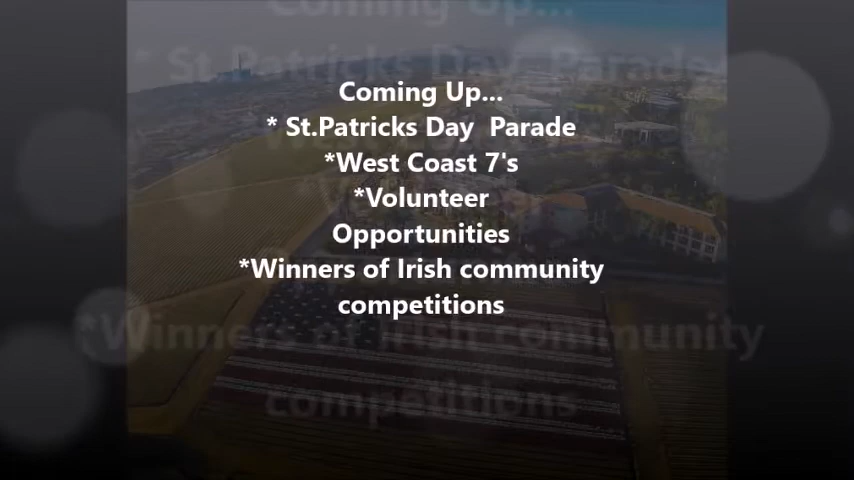 Coming Up...
* St.Patricks Day  Parade
*West Coast 7's
*Volunteer
Opportunities
*Winners of Irish community
competitions